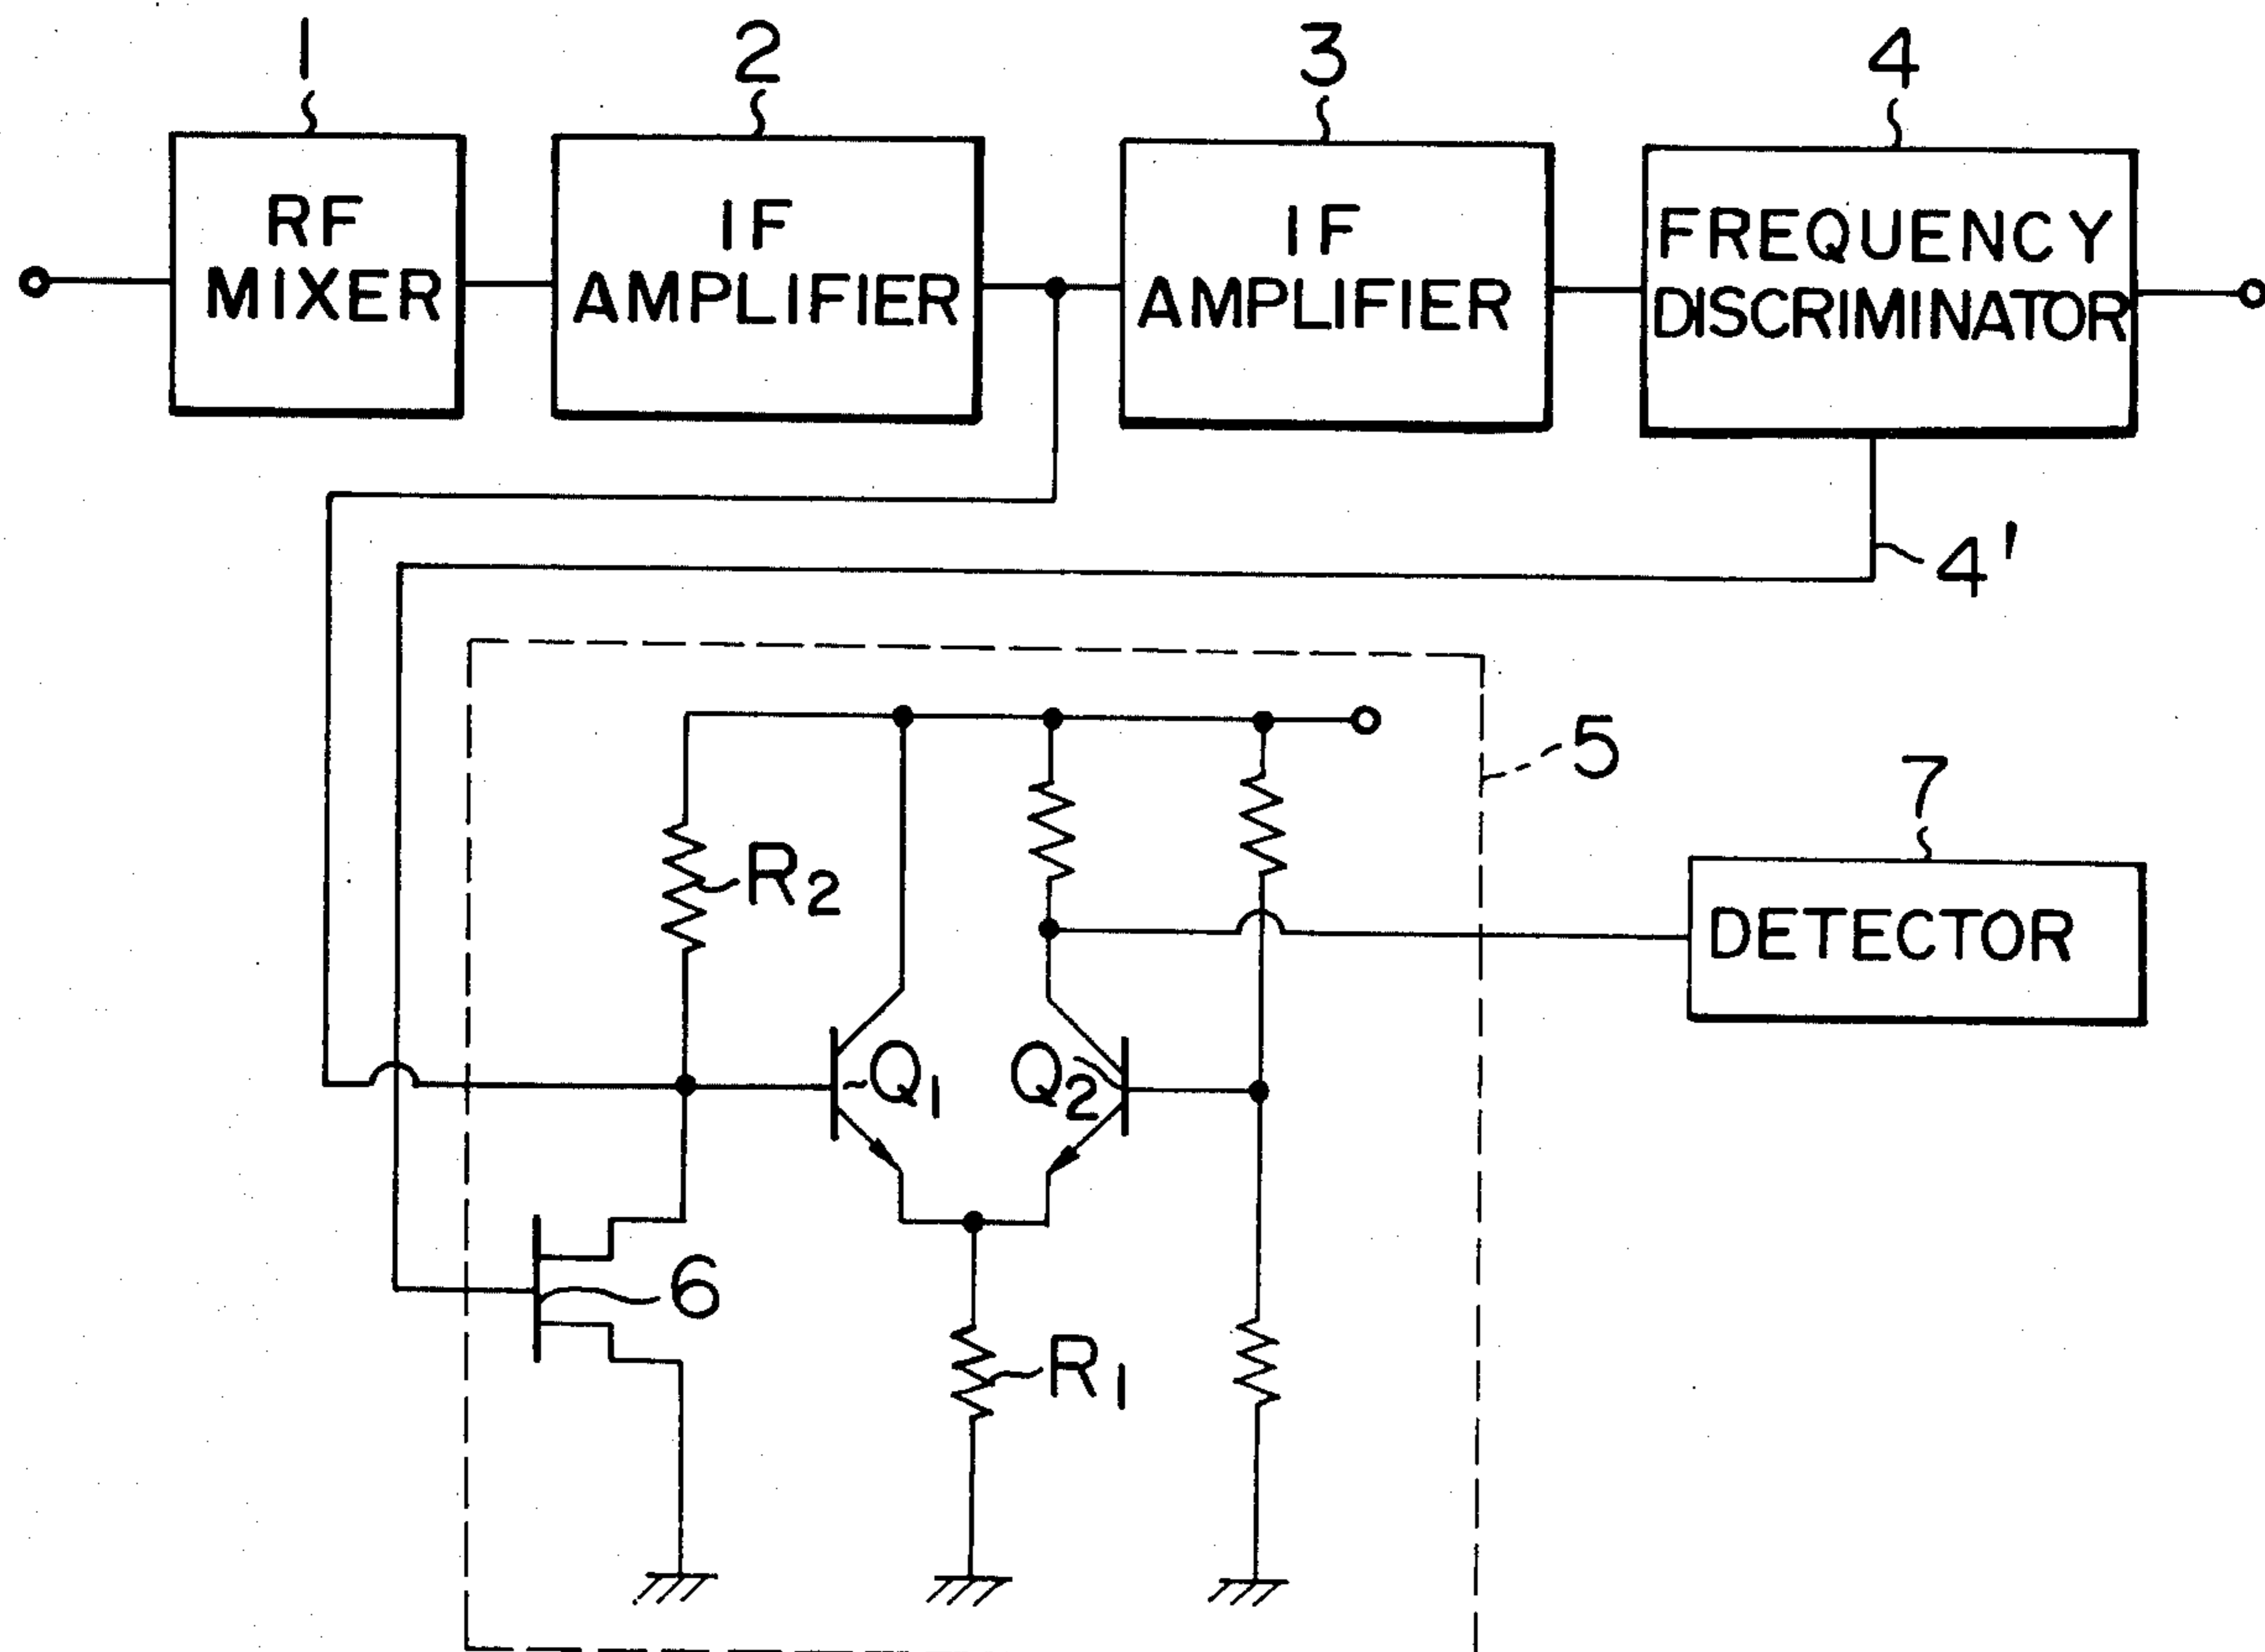 1
2
3
4
RF
MIXER
IF
AMPLIFIER
IF
AMPLIFIER
FREQUENCY
DISCRIMINATOR
4'
5
7
R2
DETECTOR
Q1
Q2
6
R1